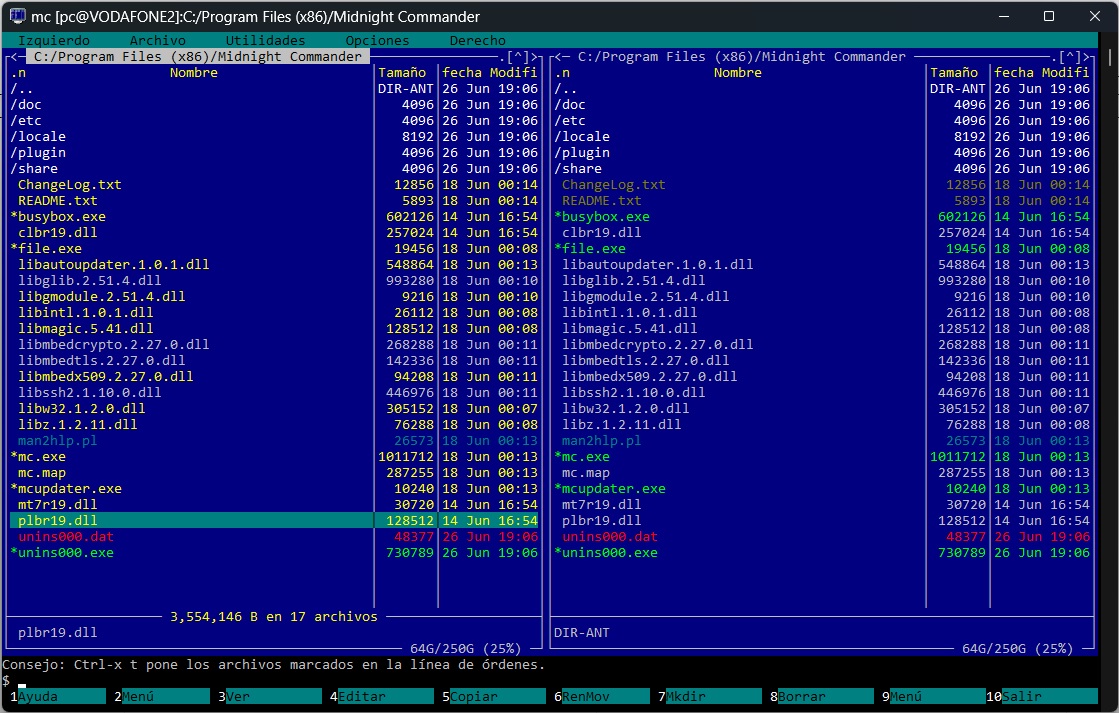 mc [pc@VODAFONE2]:C:/Program Files (x86)/Midnight Commander
Izquierdo Archivo Utilidades Opciones Derecho
<— C:/Program Files (x86)/Midnight Commander .[^]> <— C:/Program Files (x86)/Midnight Commander .[^]>
.n Nombre Tamaño fecha Modifi .n Nombre Tamaño fecha Modifi
/.. DIR-ANT 26 Jun 19:06 /.. DIR-ANT 26 Jun 19:06
/doc 4096 26 Jun 19:06 /doc 4096 26 Jun 19:06
/etc 4096 26 Jun 19:06 /etc 4096 26 Jun 19:06
/locale 8192 26 Jun 19:06 /locale 8192 26 Jun 19:06
/plugin 4096 26 Jun 19:06 /plugin 4096 26 Jun 19:06
/share 4096 26 Jun 19:06 /share 4096 26 Jun 19:06
ChangeLog.txt 12856 18 Jun 00:14 ChangeLog.txt 12856 18 Jun 00:14
README.txt 5893 18 Jun 00:14 README.txt 5893 18 Jun 00:14
*busybox.exe 602126 14 Jun 16:54 *busybox.exe 602126 14 Jun 16:54
clbr19.dll 257024 14 Jun 16:54 clbr19.dll 257024 14 Jun 16:54
*file.exe 19456 18 Jun 00:08 *file.exe 19456 18 Jun 00:08
libautoupdater.1.0.1.dll 548864 18 Jun 00:13 libautoupdater.1.0.1.dll 548864 18 Jun 00:13
libglib.2.51.4.dll 993280 18 Jun 00:10 libglib.2.51.4.dll 993280 18 Jun 00:10
libgmodule.2.51.4.dll 9216 18 Jun 00:10 libgmodule.2.51.4.dll 9216 18 Jun 00:10
libintl.1.0.1.dll 26112 18 Jun 00:08 libintl.1.0.1.dll 26112 18 Jun 00:08
libmagic.5.41.dll 128512 18 Jun 00:08 libmagic.5.41.dll 128512 18 Jun 00:08
libmbedcrypto.2.27.0.dll 268288 18 Jun 00:11 libmbedcrypto.2.27.0.dll 268288 18 Jun 00:11
libmbedtls.2.27.0.dll 142336 18 Jun 00:11 libmbedtls.2.27.0.dll 142336 18 Jun 00:11
libmbedx509.2.27.0.dll 94208 18 Jun 00:11 libmbedx509.2.27.0.dll 94208 18 Jun 00:11
libssh2.1.10.0.dll 446976 18 Jun 00:11 libssh2.1.10.0.dll 446976 18 Jun 00:11
libw32.1.2.0.dll 305152 18 Jun 00:07 libw32.1.2.0.dll 305152 18 Jun 00:07
libz.1.2.11.dll 76288 18 Jun 00:08 libz.1.2.11.dll 76288 18 Jun 00:08
man2hlp.pl 26573 18 Jun 00:13 man2hlp.pl 26573 18 Jun 00:13
*mc.exe 1011712 18 Jun 00:13 *mc.exe 1011712 18 Jun 00:13
mc.map 287255 18 Jun 00:13 mc.map 287255 18 Jun 00:13
*mcupdater.exe 10240 18 Jun 00:13 *mcupdater.exe 10240 18 Jun 00:13
mt7r19.dll 30720 14 Jun 16:54 mt7r19.dll 30720 14 Jun 16:54
plbr19.dll 128512 14 Jun 16:54 plbr19.dll 128512 14 Jun 16:54
unins000.dat 48377 26 Jun 19:06 unins000.dat 48377 26 Jun 19:06
*unins000.exe 730789 26 Jun 19:06 *unins000.exe 730789 26 Jun 19:06
3,554,146 B en 17 archivos
plbr19.dll DIR-ANT
64G/250G (25%) 64G/250G (25%)
Consejo: Ctrl-x t pone los archivos marcados en la línea de órdenes.
$
1Ayuda 2Menú 3Ver 4Editar 5Copiar 6RenMov 7Mkdir 8Borrar 9Menú 10Salir